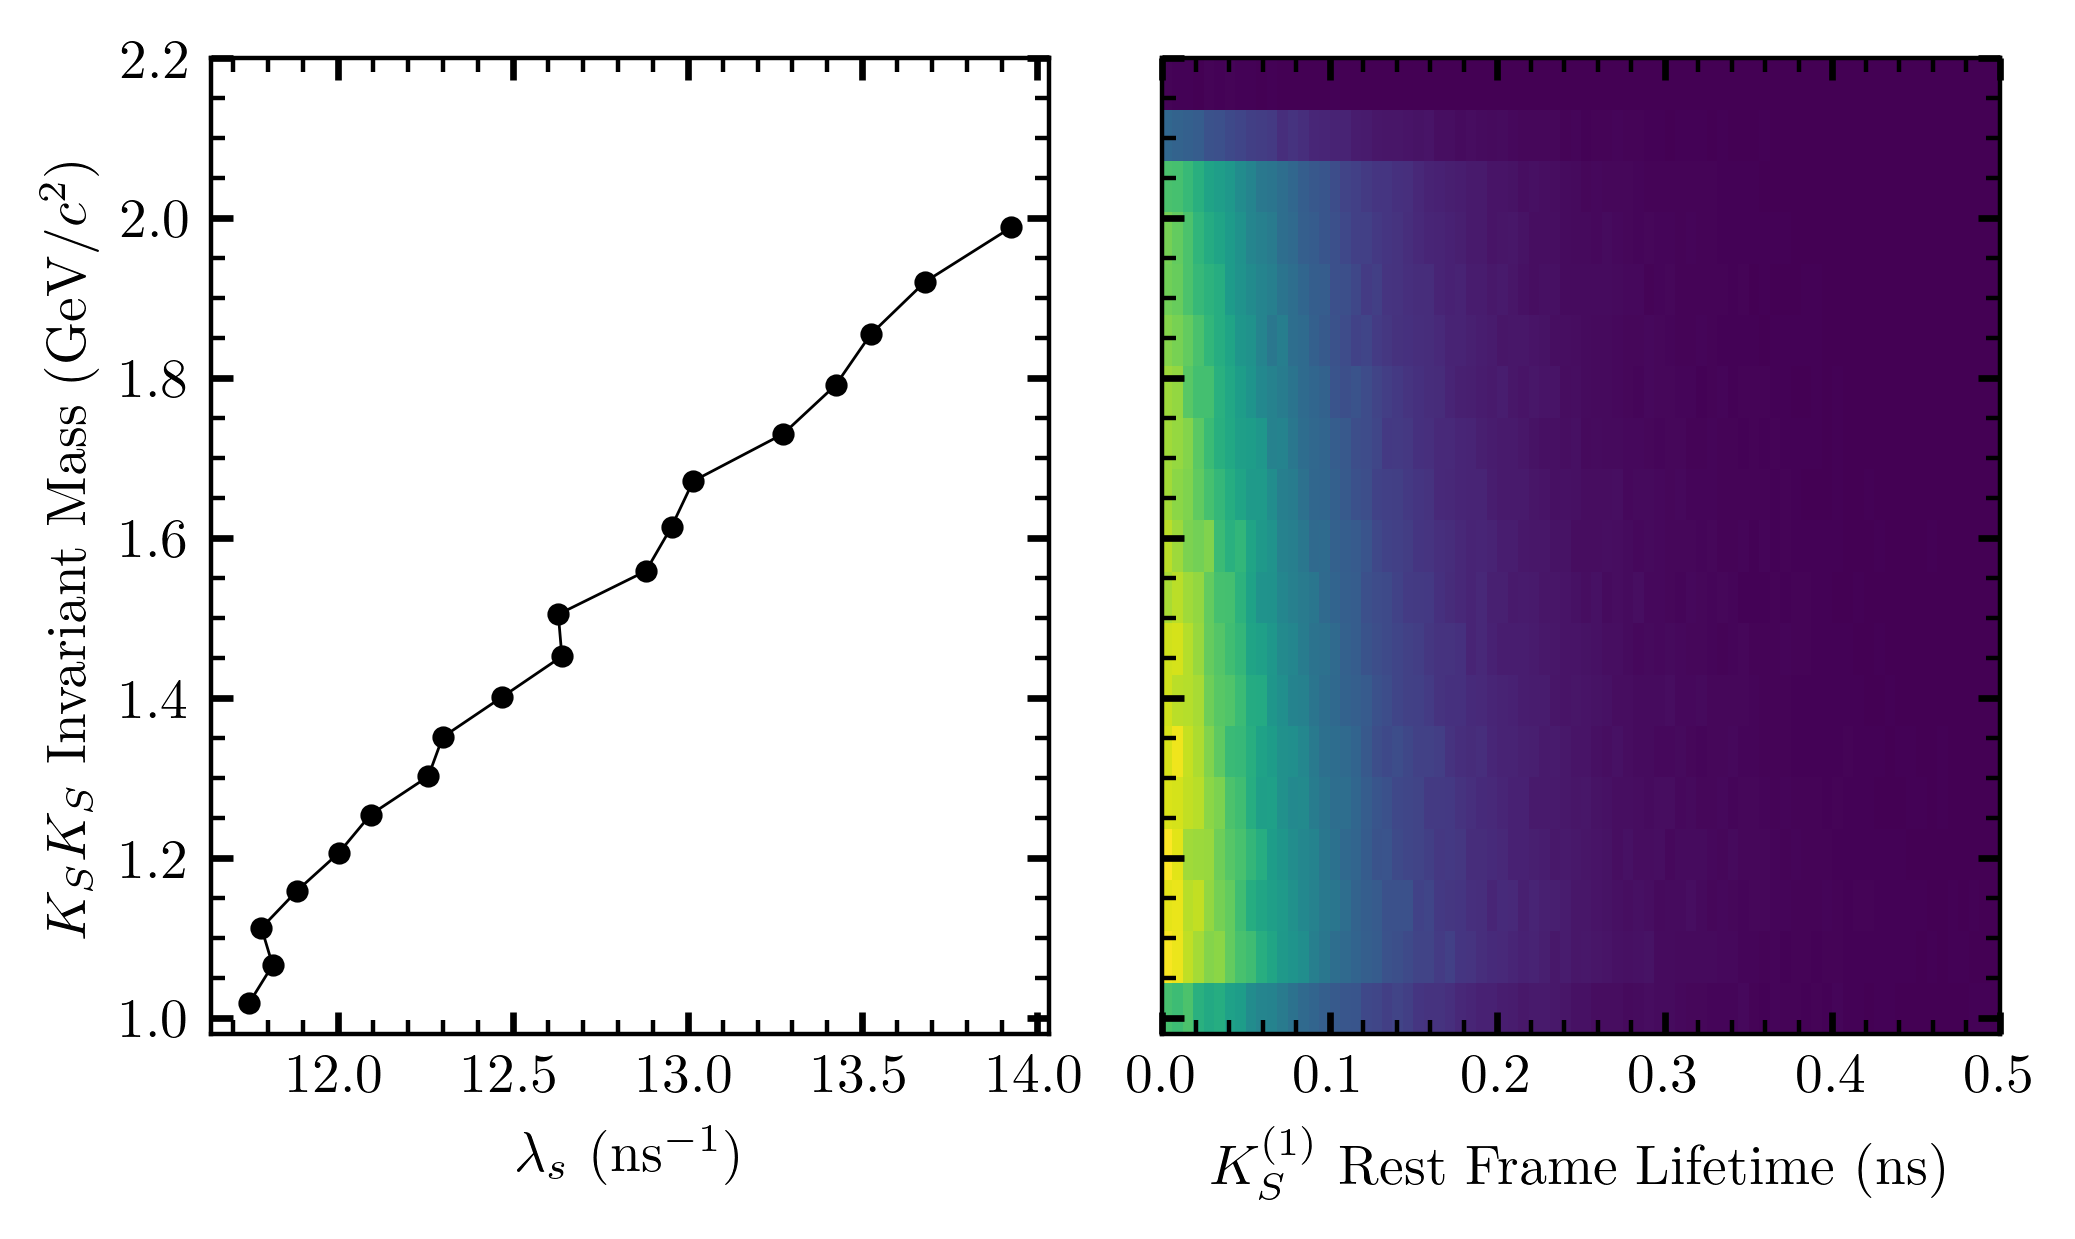 2.2
2.0
1.8
1.6
1.4
1.2
1.0
K_S K_S Invariant Mass (GeV/c²)
12.0 12.5 13.0 13.5 14.0
λ_s (ns⁻¹)
0.0 0.1 0.2 0.3 0.4 0.5
K_S^(1) Rest Frame Lifetime (ns)